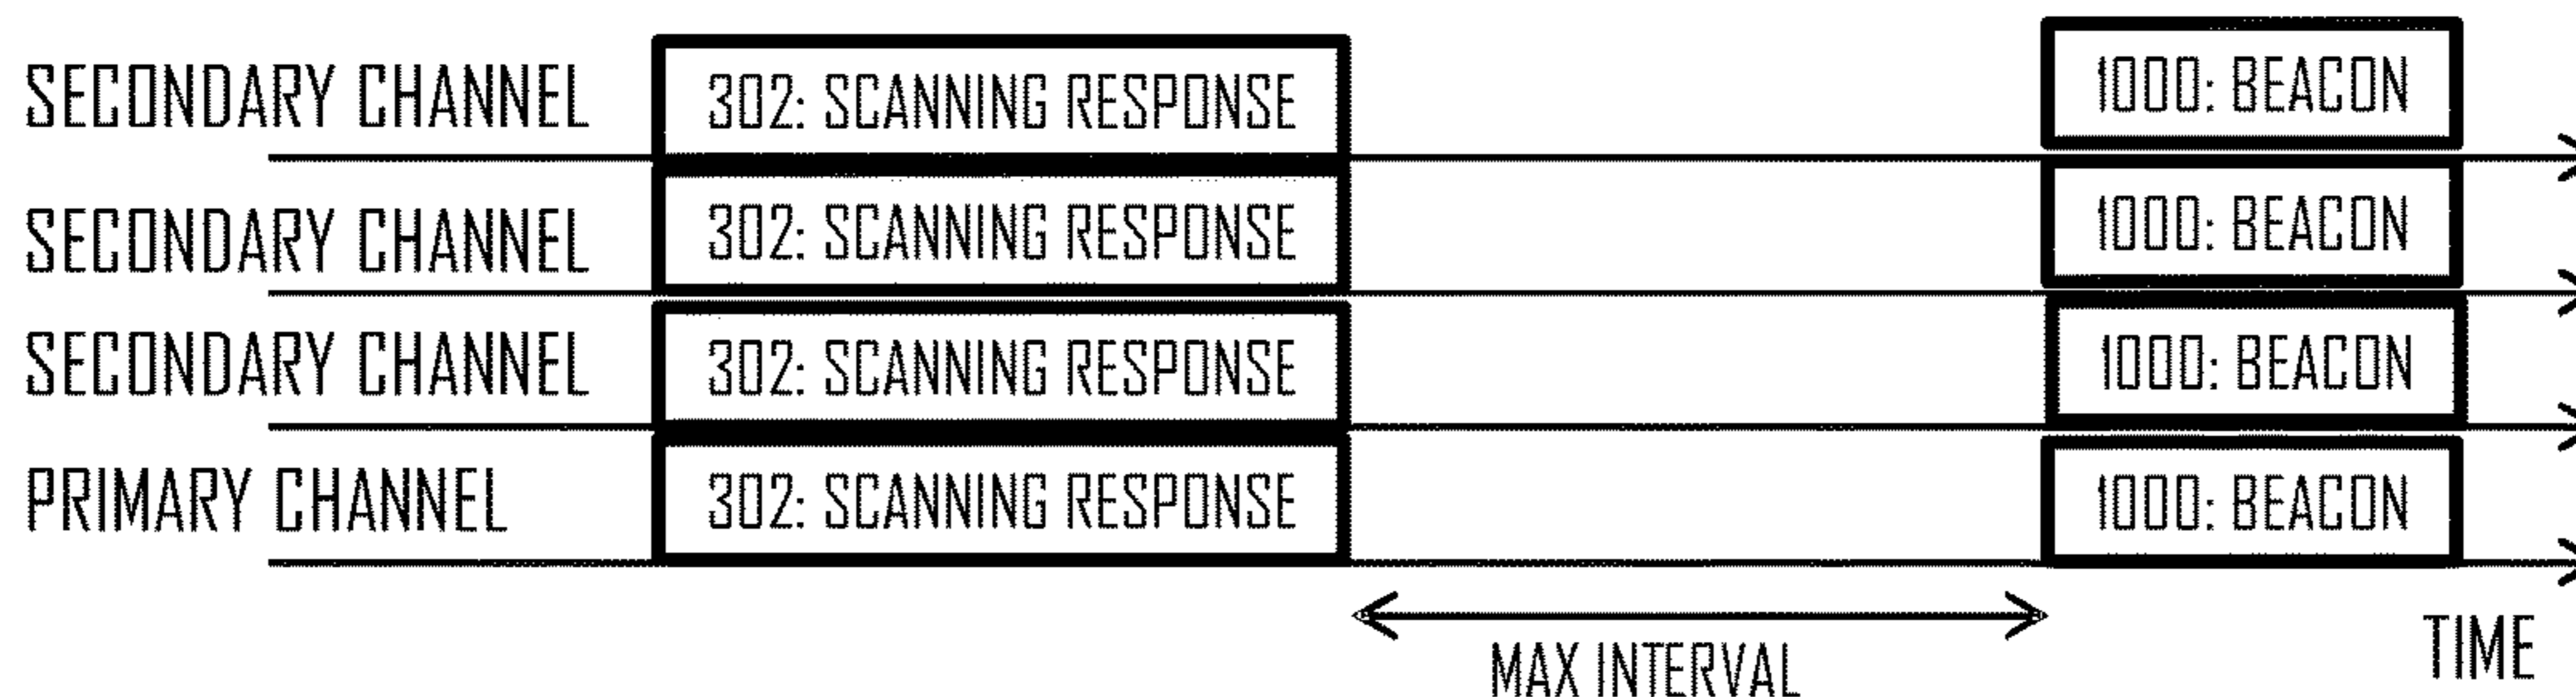 SECONDARY CHANNEL 302: SCANNING RESPONSE 1000: BEACON
SECONDARY CHANNEL 302: SCANNING RESPONSE 1000: BEACON
SECONDARY CHANNEL 302: SCANNING RESPONSE 1000: BEACON
PRIMARY CHANNEL 302: SCANNING RESPONSE 1000: BEACON
MAX INTERVAL TIME